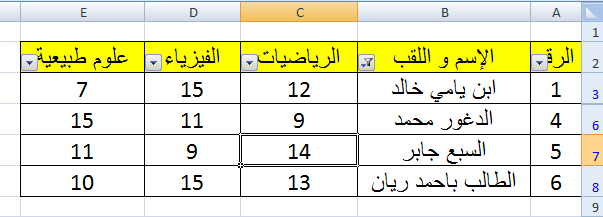 E D C B A
1
الرق الإسم و اللقب الرياضيات الفيزياء علوم طبيعية 2
1 ابن يامي خالد 12 15 7 3
4 الدغور محمد 9 11 15 6
5 السبع جابر 14 9 11 7
6 الطالب باحمد ريان 13 15 10 8
9